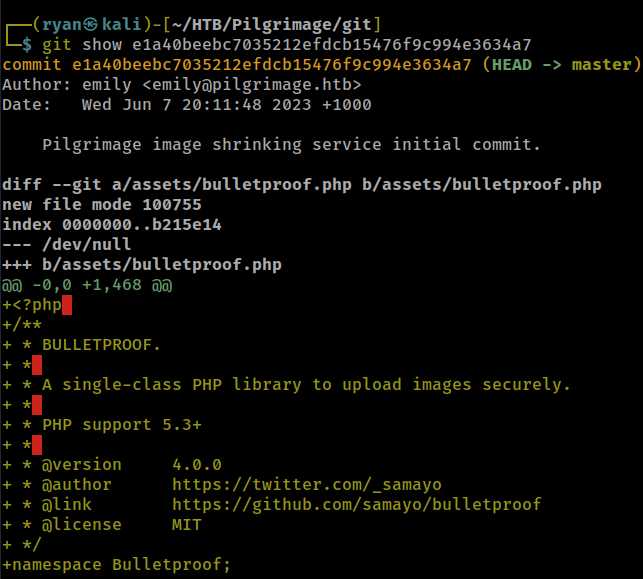 ┌──(ryan㉿kali)-[~/HTB/Pilgrimage/git]
└─$ git show e1a40beebc7035212efdcb15476f9c994e3634a7
commit e1a40beebc7035212efdcb15476f9c994e3634a7 (HEAD -> master)
Author: emily <emily@pilgrimage.htb>
Date:   Wed Jun 7 20:11:48 2023 +1000

    Pilgrimage image shrinking service initial commit.

diff --git a/assets/bulletproof.php b/assets/bulletproof.php
new file mode 100755
index 0000000..b215e14
--- /dev/null
+++ b/assets/bulletproof.php
@@ -0,0 +1,468 @@
+<?php
+/**
+ * BULLETPROOF.
+ *
+ * A single-class PHP library to upload images securely.
+ *
+ * PHP support 5.3+
+ *
+ * @version     4.0.0
+ * @author      https://twitter.com/_samayo
+ * @link        https://github.com/samayo/bulletproof
+ * @license     MIT
+ */
+namespace Bulletproof;